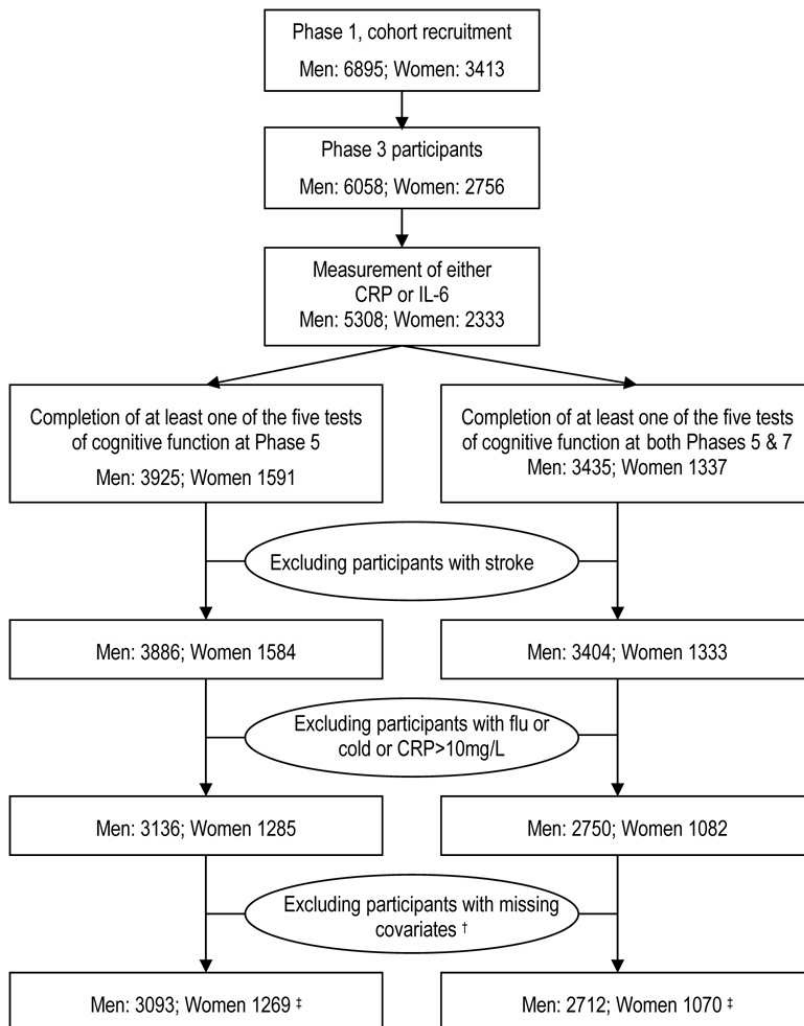 Phase 1, cohort recruitment
Men: 6895; Women: 3413
Phase 3 participants
Men: 6058; Women: 2756
Measurement of either
CRP or IL-6
Men: 5308; Women: 2333
Completion of at least one of the five tests
of cognitive function at Phase 5
Men: 3925; Women 1591
Completion of at least one of the five tests
of cognitive function at both Phases 5 & 7
Men: 3435; Women 1337
Excluding participants with stroke
Men: 3886; Women 1584
Men: 3404; Women 1333
Excluding participants with flu or
cold or CRP>10mg/L
Men: 3136; Women 1285
Men: 2750; Women 1082
Excluding participants with missing
covariates †
Men: 3093; Women 1269 ‡
Men: 2712; Women 1070 ‡